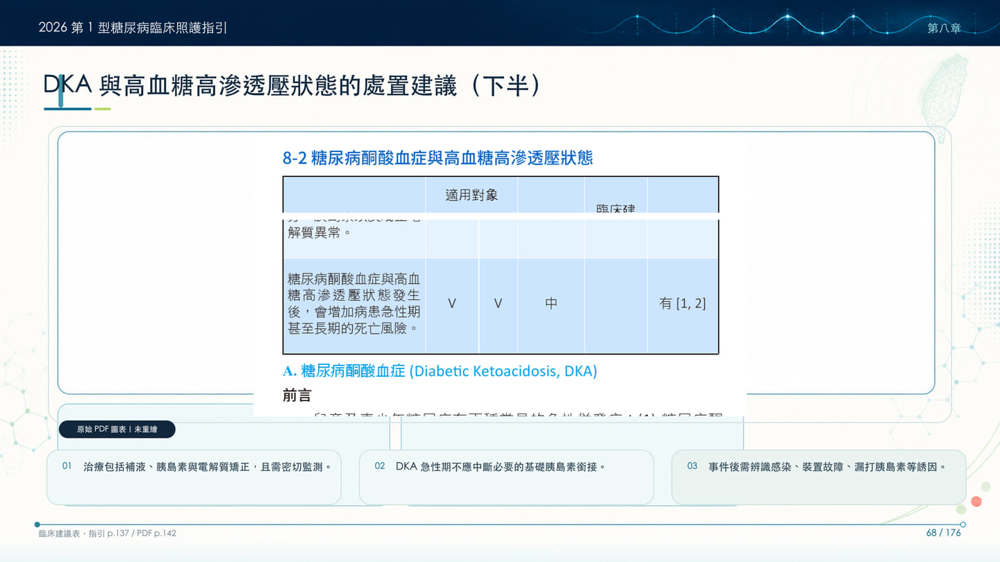 2026 第 1 型糖尿病臨床照護指引
第八章
DKA 與高血糖高滲透壓狀態的處置建議（下半）
8-2 糖尿病酮酸血症與高血糖高滲透壓狀態
適用對象
臨床建
解質異常。
糖尿病酮酸血症與高血
糖高滲透壓狀態發生
後，會增加病患急性期
甚至長期的死亡風險。
V
V
中
有 [1, 2]
A. 糖尿病酮酸血症 (Diabetic Ketoacidosis, DKA)
前言
原始 PDF 圖表｜未重繪
01 治療包括補液、胰島素與電解質矯正，且需密切監測。
02 DKA 急性期不應中斷必要的基礎胰島素銜接。
03 事件後需辨識感染、裝置故障、漏打胰島素等誘因。
臨床建議表，指引 p.137 / PDF p.142
68 / 176